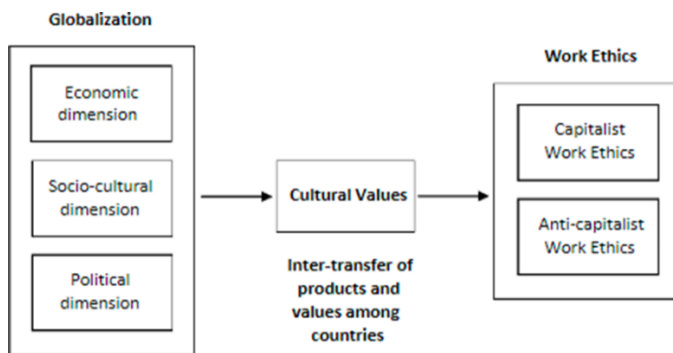 Globalization
Economic
dimension
Socio-cultural
dimension
Political
dimension
Cultural Values
Inter-transfer of
products and
values among
countries
Work Ethics
Capitalist
Work Ethics
Anti-capitalist
Work Ethics